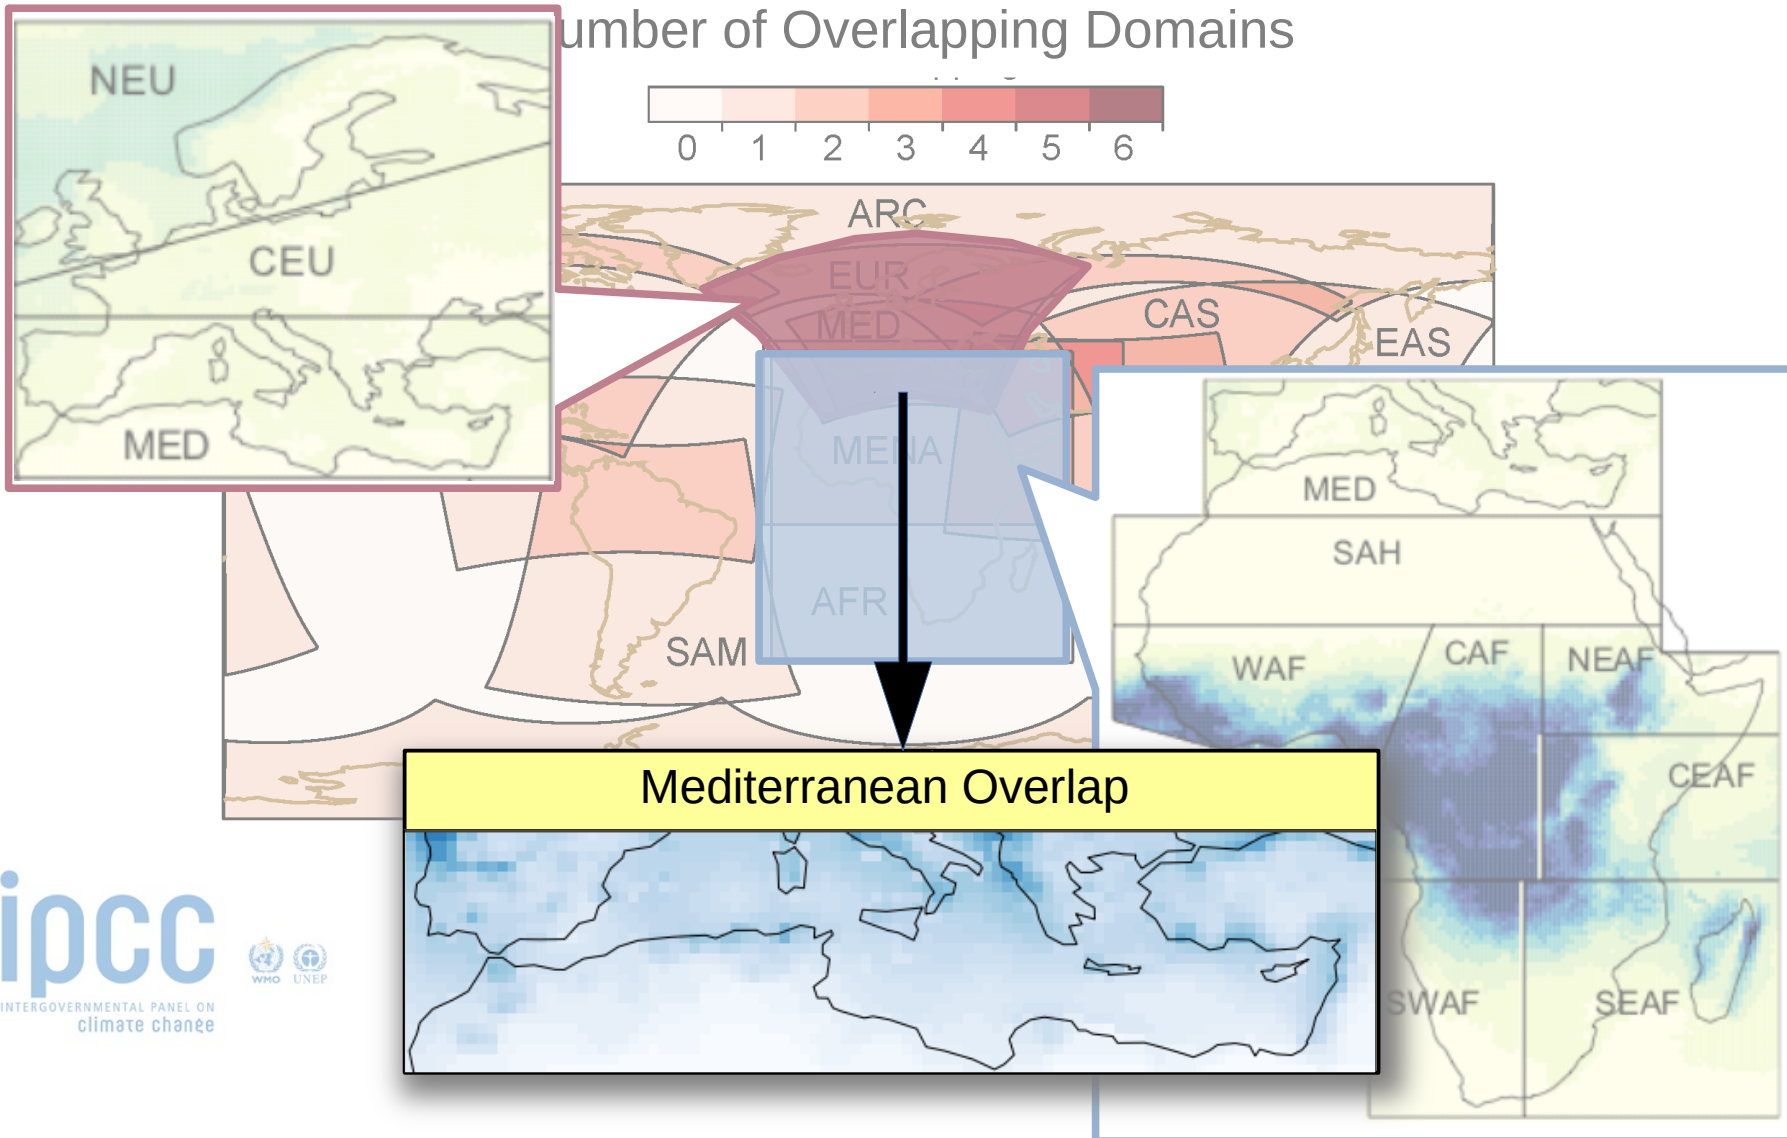 umber of Overlapping Domains
0 1 2 3 4 5 6
NEU
CEU
MED
ARC
EUR
MED
CAS
EAS
MENA
AFR
SAM
MED
SAH
WAF
CAF
NEAF
CEAF
SWAF
SEAF
Mediterranean Overlap
ipcc
INTERGOVERNMENTAL PANEL ON
climate change
WMO
UNEP